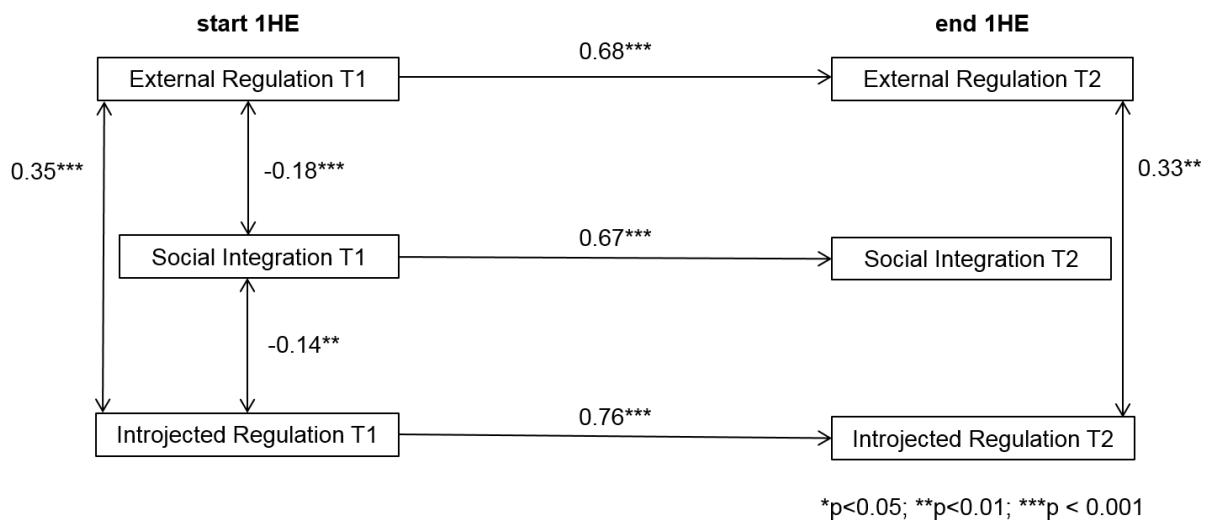 start 1HE
end 1HE
0.68***
External Regulation T1
External Regulation T2
0.35***
-0.18***
0.33**
0.67***
Social Integration T1
Social Integration T2
-0.14**
0.76***
Introjected Regulation T1
Introjected Regulation T2
*p<0.05; **p<0.01; ***p < 0.001